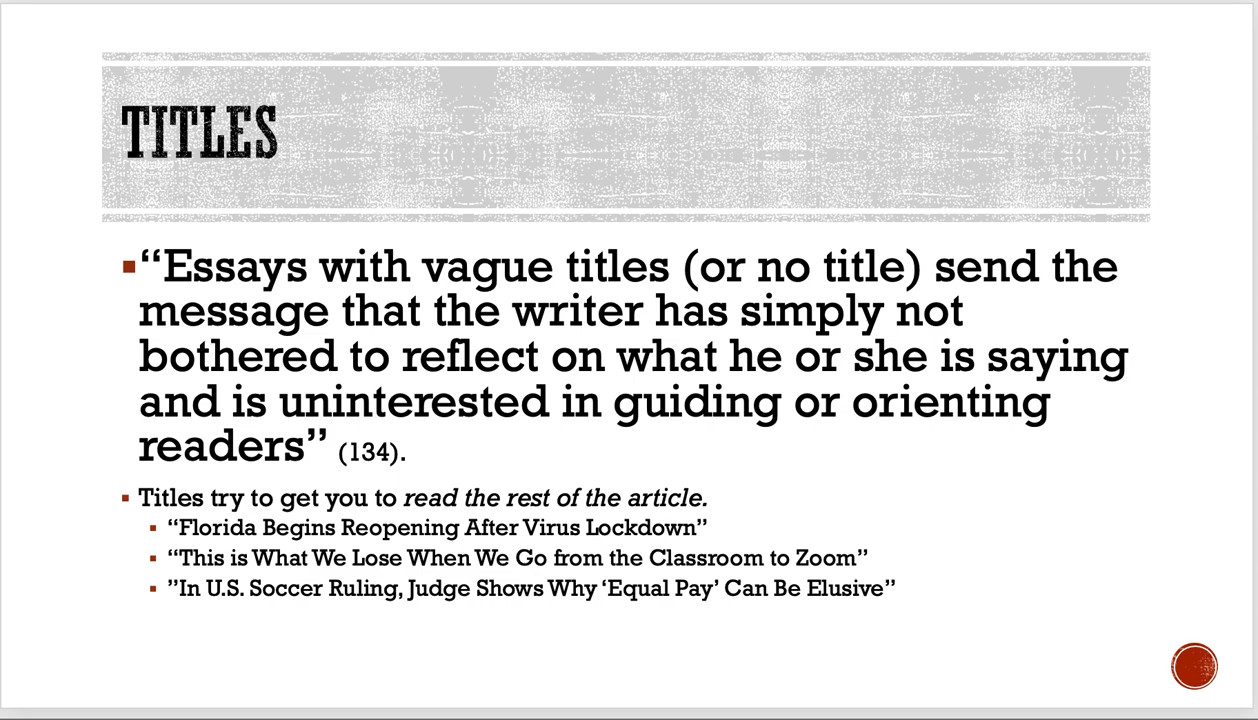 TITLES
▪“Essays with vague titles (or no title) send the
message that the writer has simply not
bothered to reflect on what he or she is saying
and is uninterested in guiding or orienting
readers” (134).
▪ Titles try to get you to read the rest of the article.
▪ “Florida Begins Reopening After Virus Lockdown”
▪ “This is What We Lose When We Go from the Classroom to Zoom”
▪ ”In U.S. Soccer Ruling, Judge Shows Why ‘Equal Pay’ Can Be Elusive”